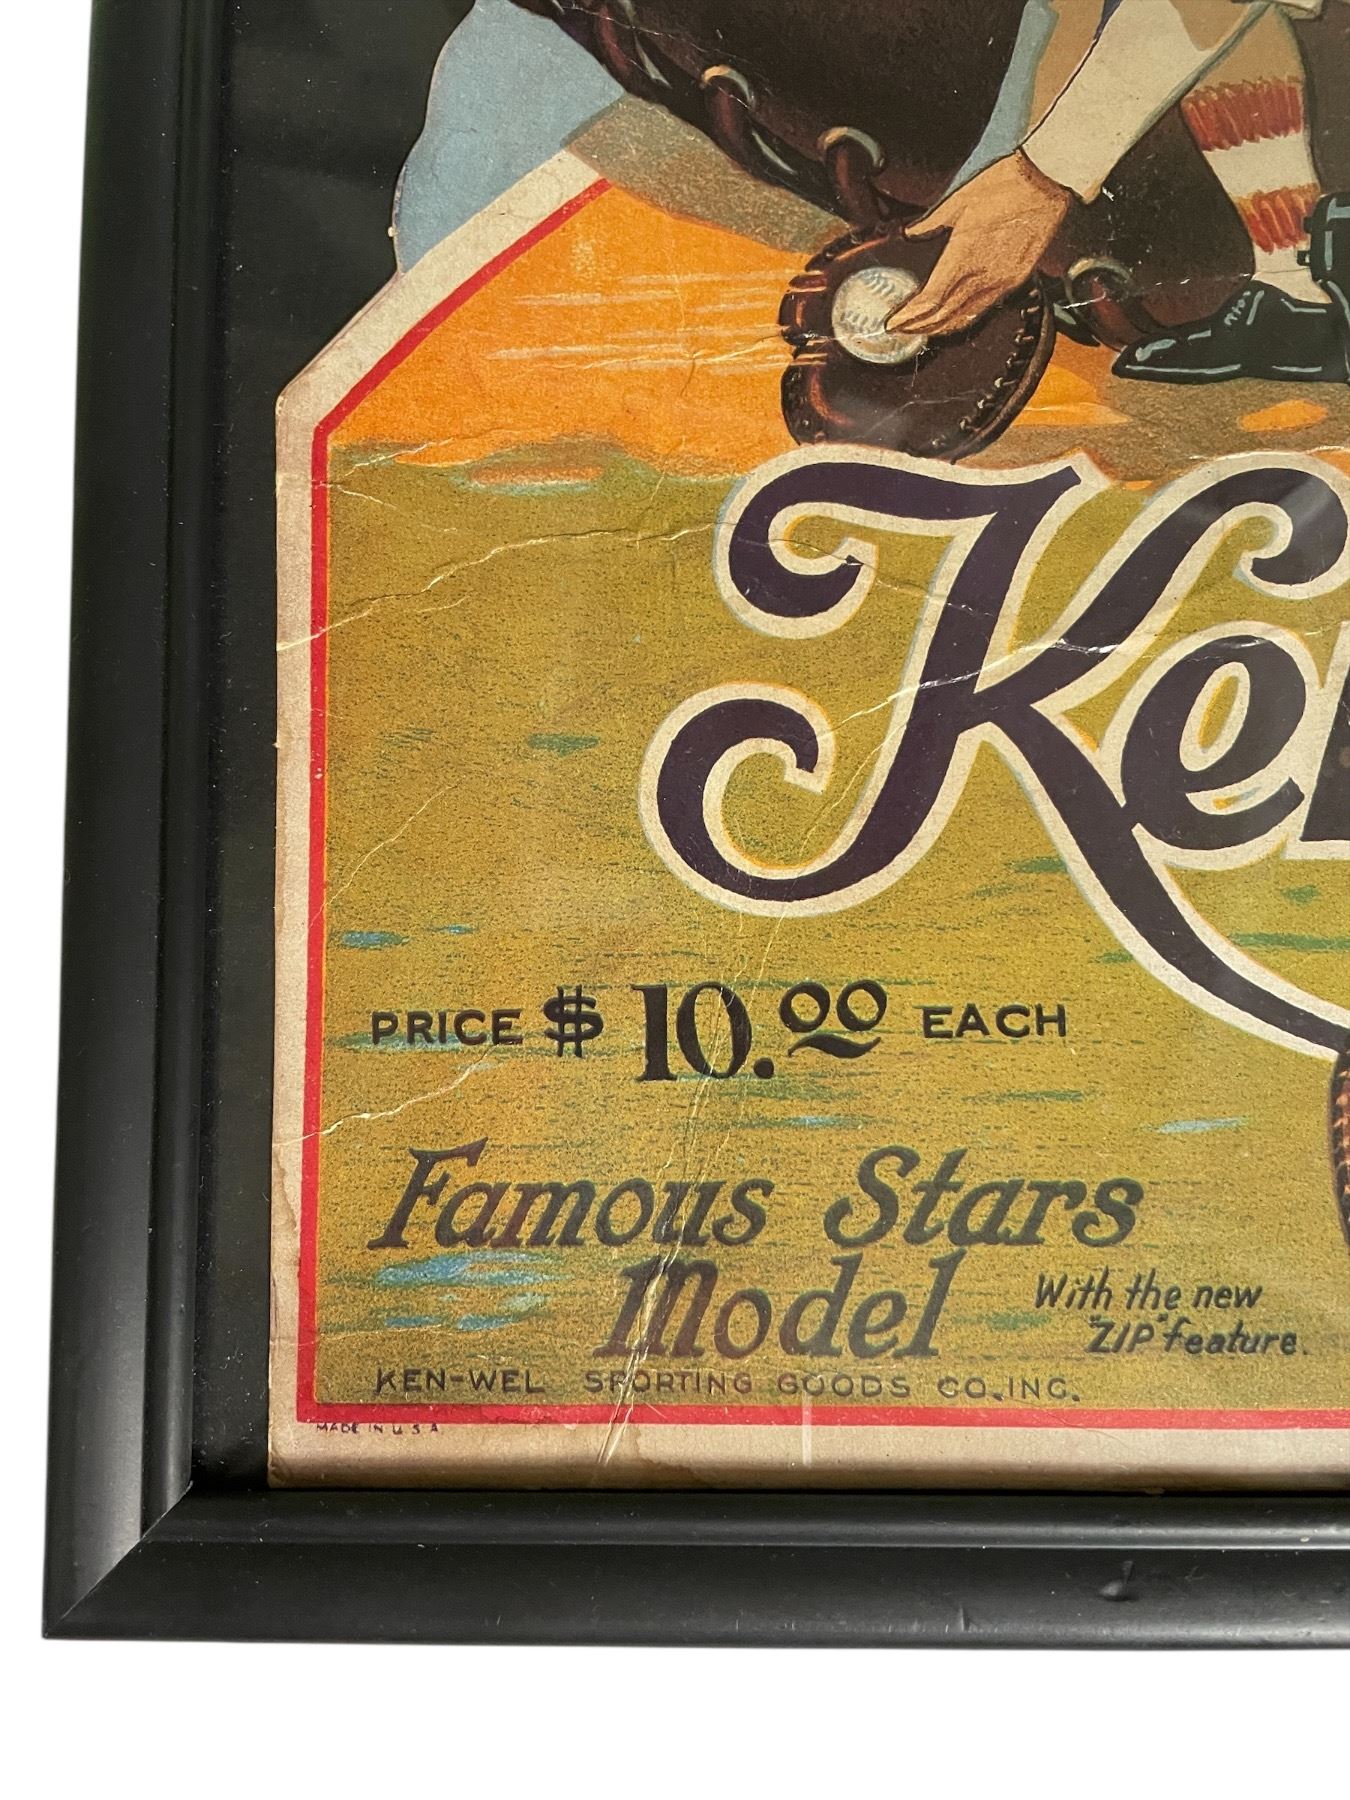 Ke
PRICE $10.00 EACH
Famous Stars
Model
With the new
"ZIP" feature.
KEN-WEL SPORTING GOODS CO., INC.
MADE IN U S A